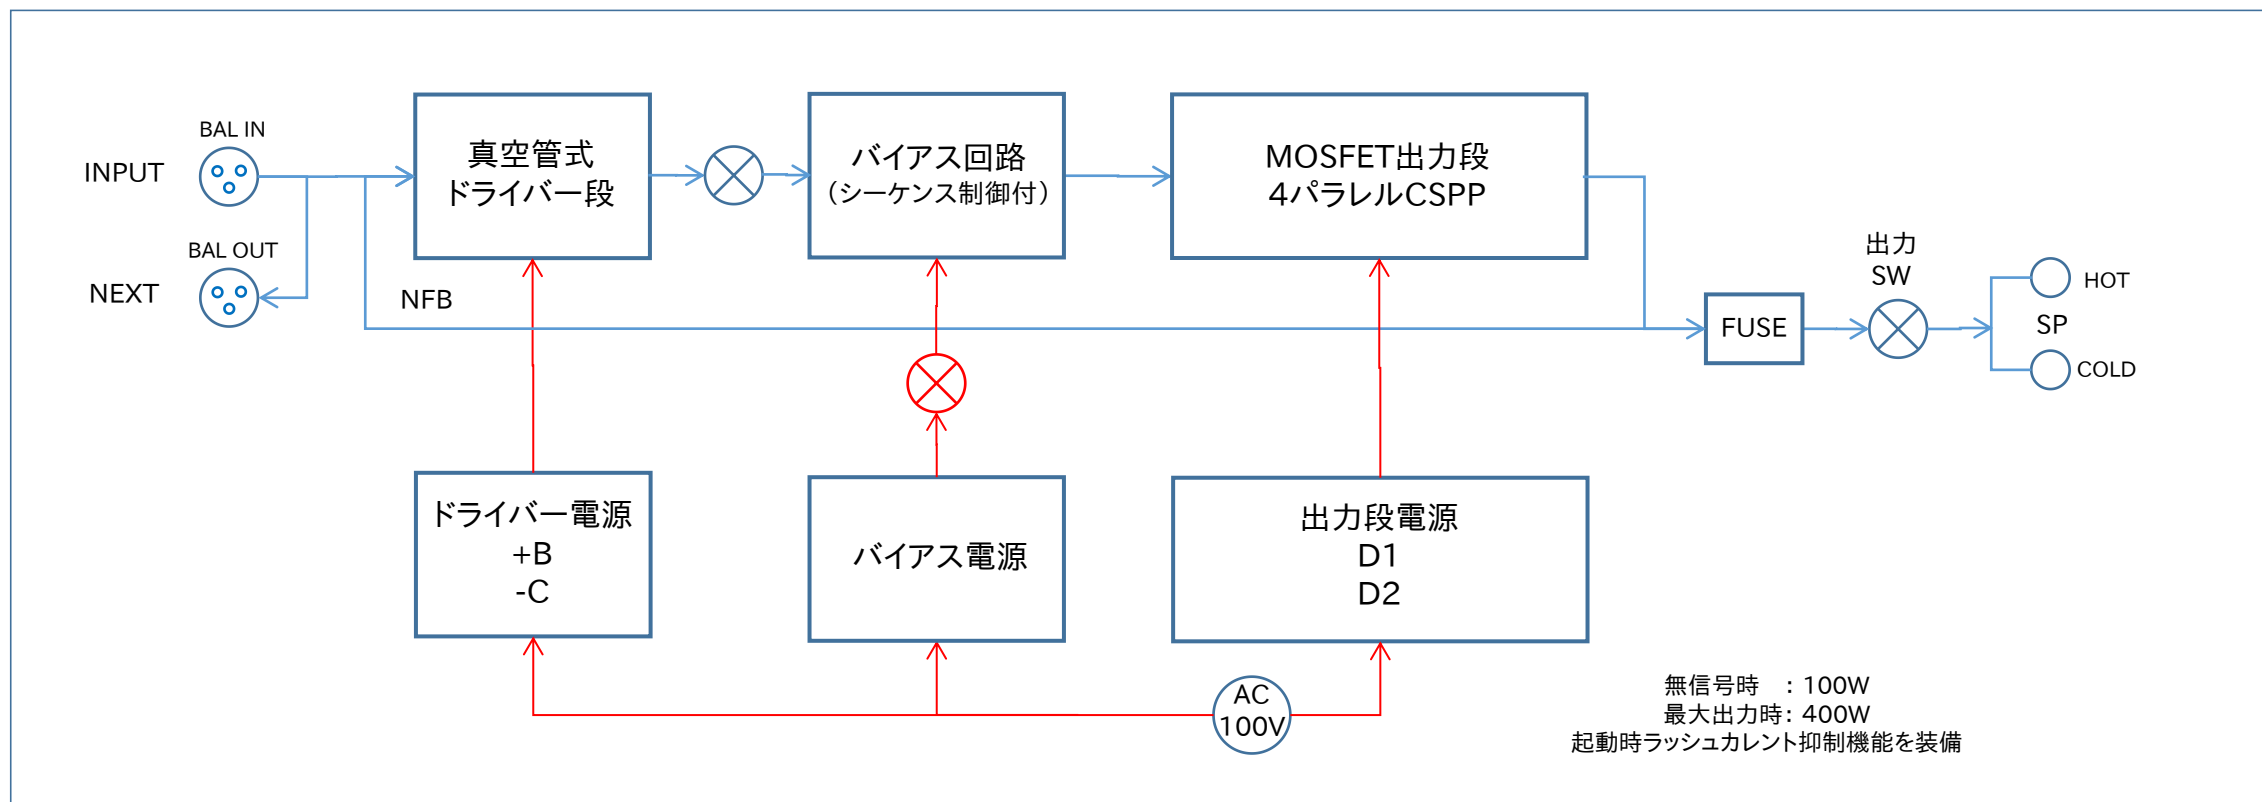 BAL IN
INPUT
BAL OUT
NEXT
真空管式
ドライバー段
バイアス回路
（シーケンス制御付）
MOSFET出力段
4パラレルCSPP
NFB
出力
SW
FUSE
HOT
SP
COLD
ドライバー電源
+B
-C
バイアス電源
出力段電源
D1
D2
AC
100V
無信号時 : 100W
最大出力時: 400W
起動時ラッシュカレント抑制機能を装備